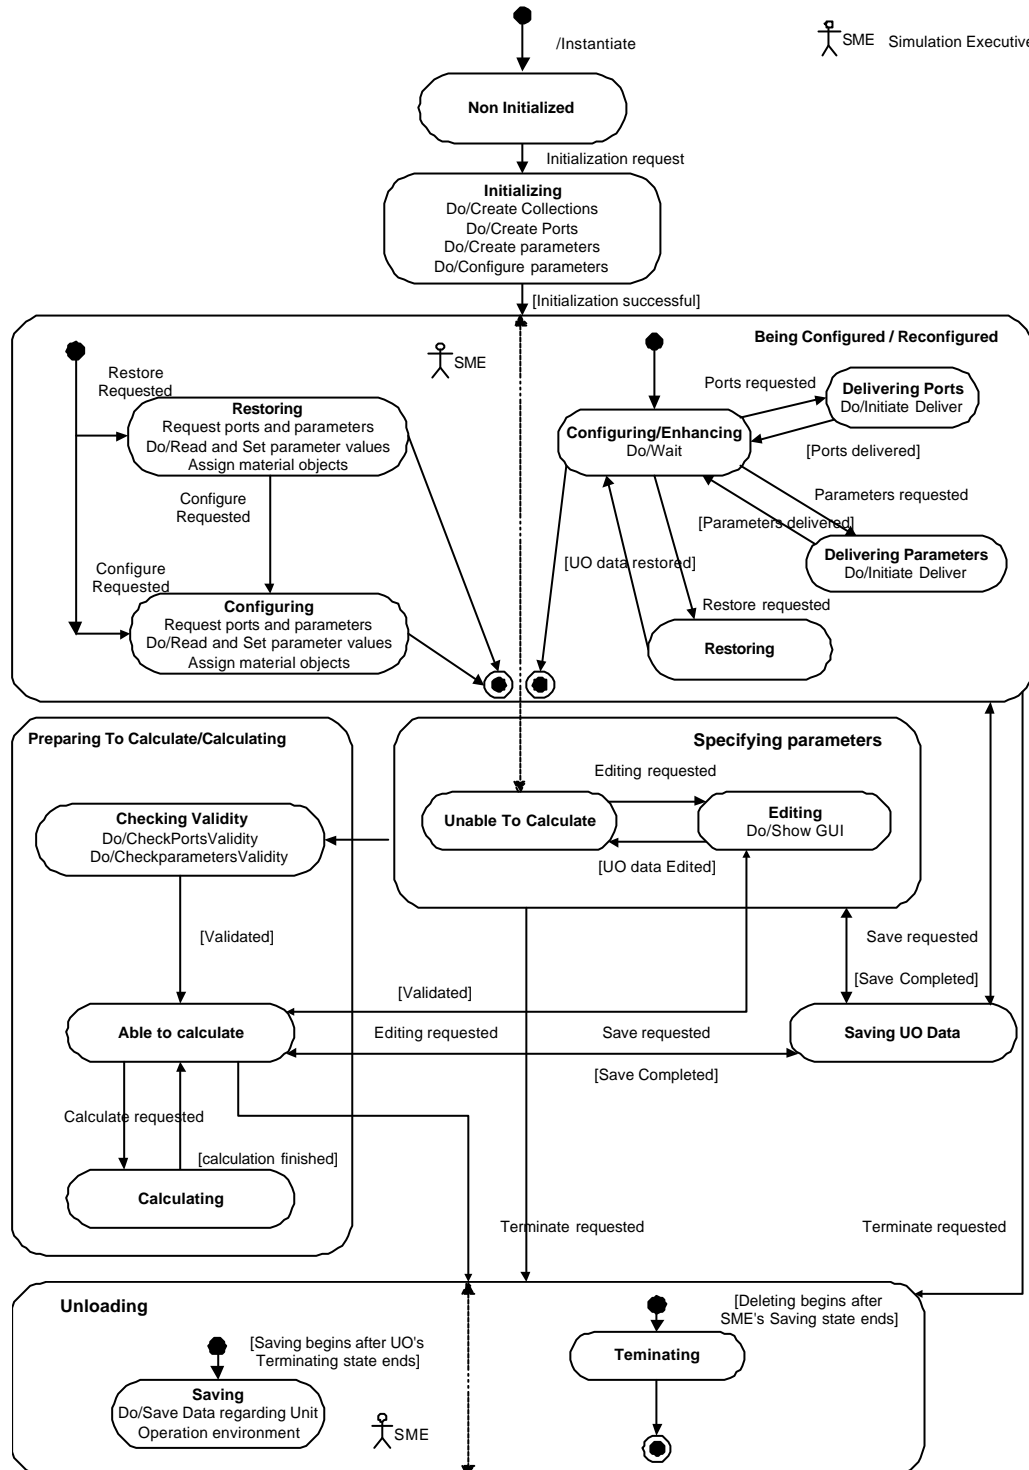 /Instantiate
SME Simulation Executive
Non Initialized
Initialization request
Initializing
Do/Create Collections
Do/Create Ports
Do/Create parameters
Do/Configure parameters
[Initialization successful]
Being Configured / Reconfigured
SME
Restore
Requested
Restoring
Request ports and parameters
Do/Read and Set parameter values
Assign material objects
Configure
Requested
Configure
Requested
Configuring
Request ports and parameters
Do/Read and Set parameter values
Assign material objects
Ports requested
Delivering Ports
Do/Initiate Deliver
Configuring/Enhancing
Do/Wait
[Ports delivered]
Parameters requested
[Parameters delivered]
Delivering Parameters
Do/Initiate Deliver
[UO data restored]
Restore requested
Restoring
Preparing To Calculate/Calculating
Specifying parameters
Editing requested
Checking Validity
Do/CheckPortsValidity
Do/CheckparametersValidity
Unable To Calculate
Editing
Do/Show GUI
[UO data Edited]
[Validated]
Save requested
[Save Completed]
[Validated]
Able to calculate
Editing requested
Save requested
Saving UO Data
[Save Completed]
Calculate requested
[calculation finished]
Calculating
Terminate requested
Terminate requested
Unloading
[Deleting begins after
SME's Saving state ends]
[Saving begins after UO's
Terminating state ends]
Teminating
Saving
Do/Save Data regarding Unit
Operation environment
SME